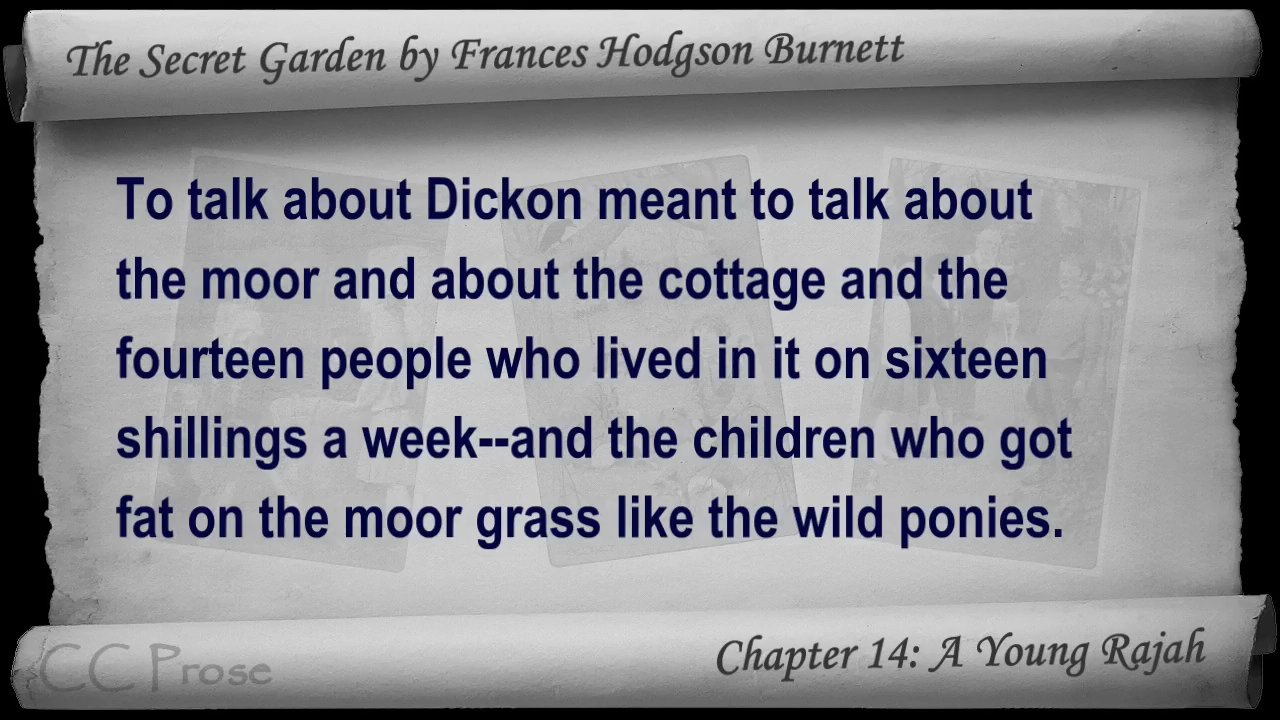 The Secret Garden by Frances Hodgson Burnett
To talk about Dickon meant to talk about
the moor and about the cottage and the
fourteen people who lived in it on sixteen
shillings a week--and the children who got
fat on the moor grass like the wild ponies.
CC Prose
Chapter 14: A Young Rajah